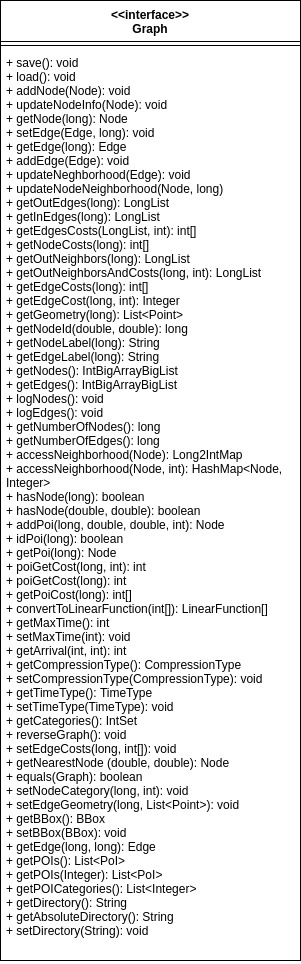 <<interface>>
Graph
+ save(): void
+ load(): void
+ addNode(Node): void
+ updateNodeInfo(Node): void
+ getNode(long): Node
+ setEdge(Edge, long): void
+ getEdge(long): Edge
+ addEdge(Edge): void
+ updateNeghborhood(Edge): void
+ updateNodeNeighborhood(Node, long)
+ getOutEdges(long): LongList
+ getInEdges(long): LongList
+ getEdgesCosts(LongList, int): int[]
+ getNodeCosts(long): int[]
+ getOutNeighbors(long): LongList
+ getOutNeighborsAndCosts(long, int): LongList
+ getEdgeCosts(long): int[]
+ getEdgeCost(long, int): Integer
+ getGeometry(long): List<Point>
+ getNodeId(double, double): long
+ getNodeLabel(long): String
+ getEdgeLabel(long): String
+ getNodes(): IntBigArrayBigList
+ getEdges(): IntBigArrayBigList
+ logNodes(): void
+ logEdges(): void
+ getNumberOfNodes(): long
+ getNumberOfEdges(): long
+ accessNeighborhood(Node): Long2IntMap
+ accessNeighborhood(Node, int): HashMap<Node,
Integer>
+ hasNode(long): boolean
+ hasNode(double, double): boolean
+ addPoi(long, double, double, int): Node
+ idPoi(long): boolean
+ getPoi(long): Node
+ poiGetCost(long, int): int
+ poiGetCost(long): int
+ getPoiCost(long): int[]
+ convertToLinearFunction(int[]): LinearFunction[]
+ getMaxTime(): int
+ setMaxTime(int): void
+ getArrival(int, int): int
+ getCompressionType(): CompressionType
+ setCompressionType(CompressionType): void
+ getTimeType(): TimeType
+ setTimeType(TimeType): void
+ getCategories(): IntSet
+ reverseGraph(): void
+ setEdgeCosts(long, int[]): void
+ getNearestNode (double, double): Node
+ equals(Graph): boolean
+ setNodeCategory(long, int): void
+ setEdgeGeometry(long, List<Point>): void
+ getBBox(): BBox
+ setBBox(BBox): void
+ getEdge(long, long): Edge
+ getPOIs(): List<PoI>
+ getPOIs(Integer): List<PoI>
+ getPOICategories(): List<Integer>
+ getDirectory(): String
+ getAbsoluteDirectory(): String
+ setDirectory(String): void